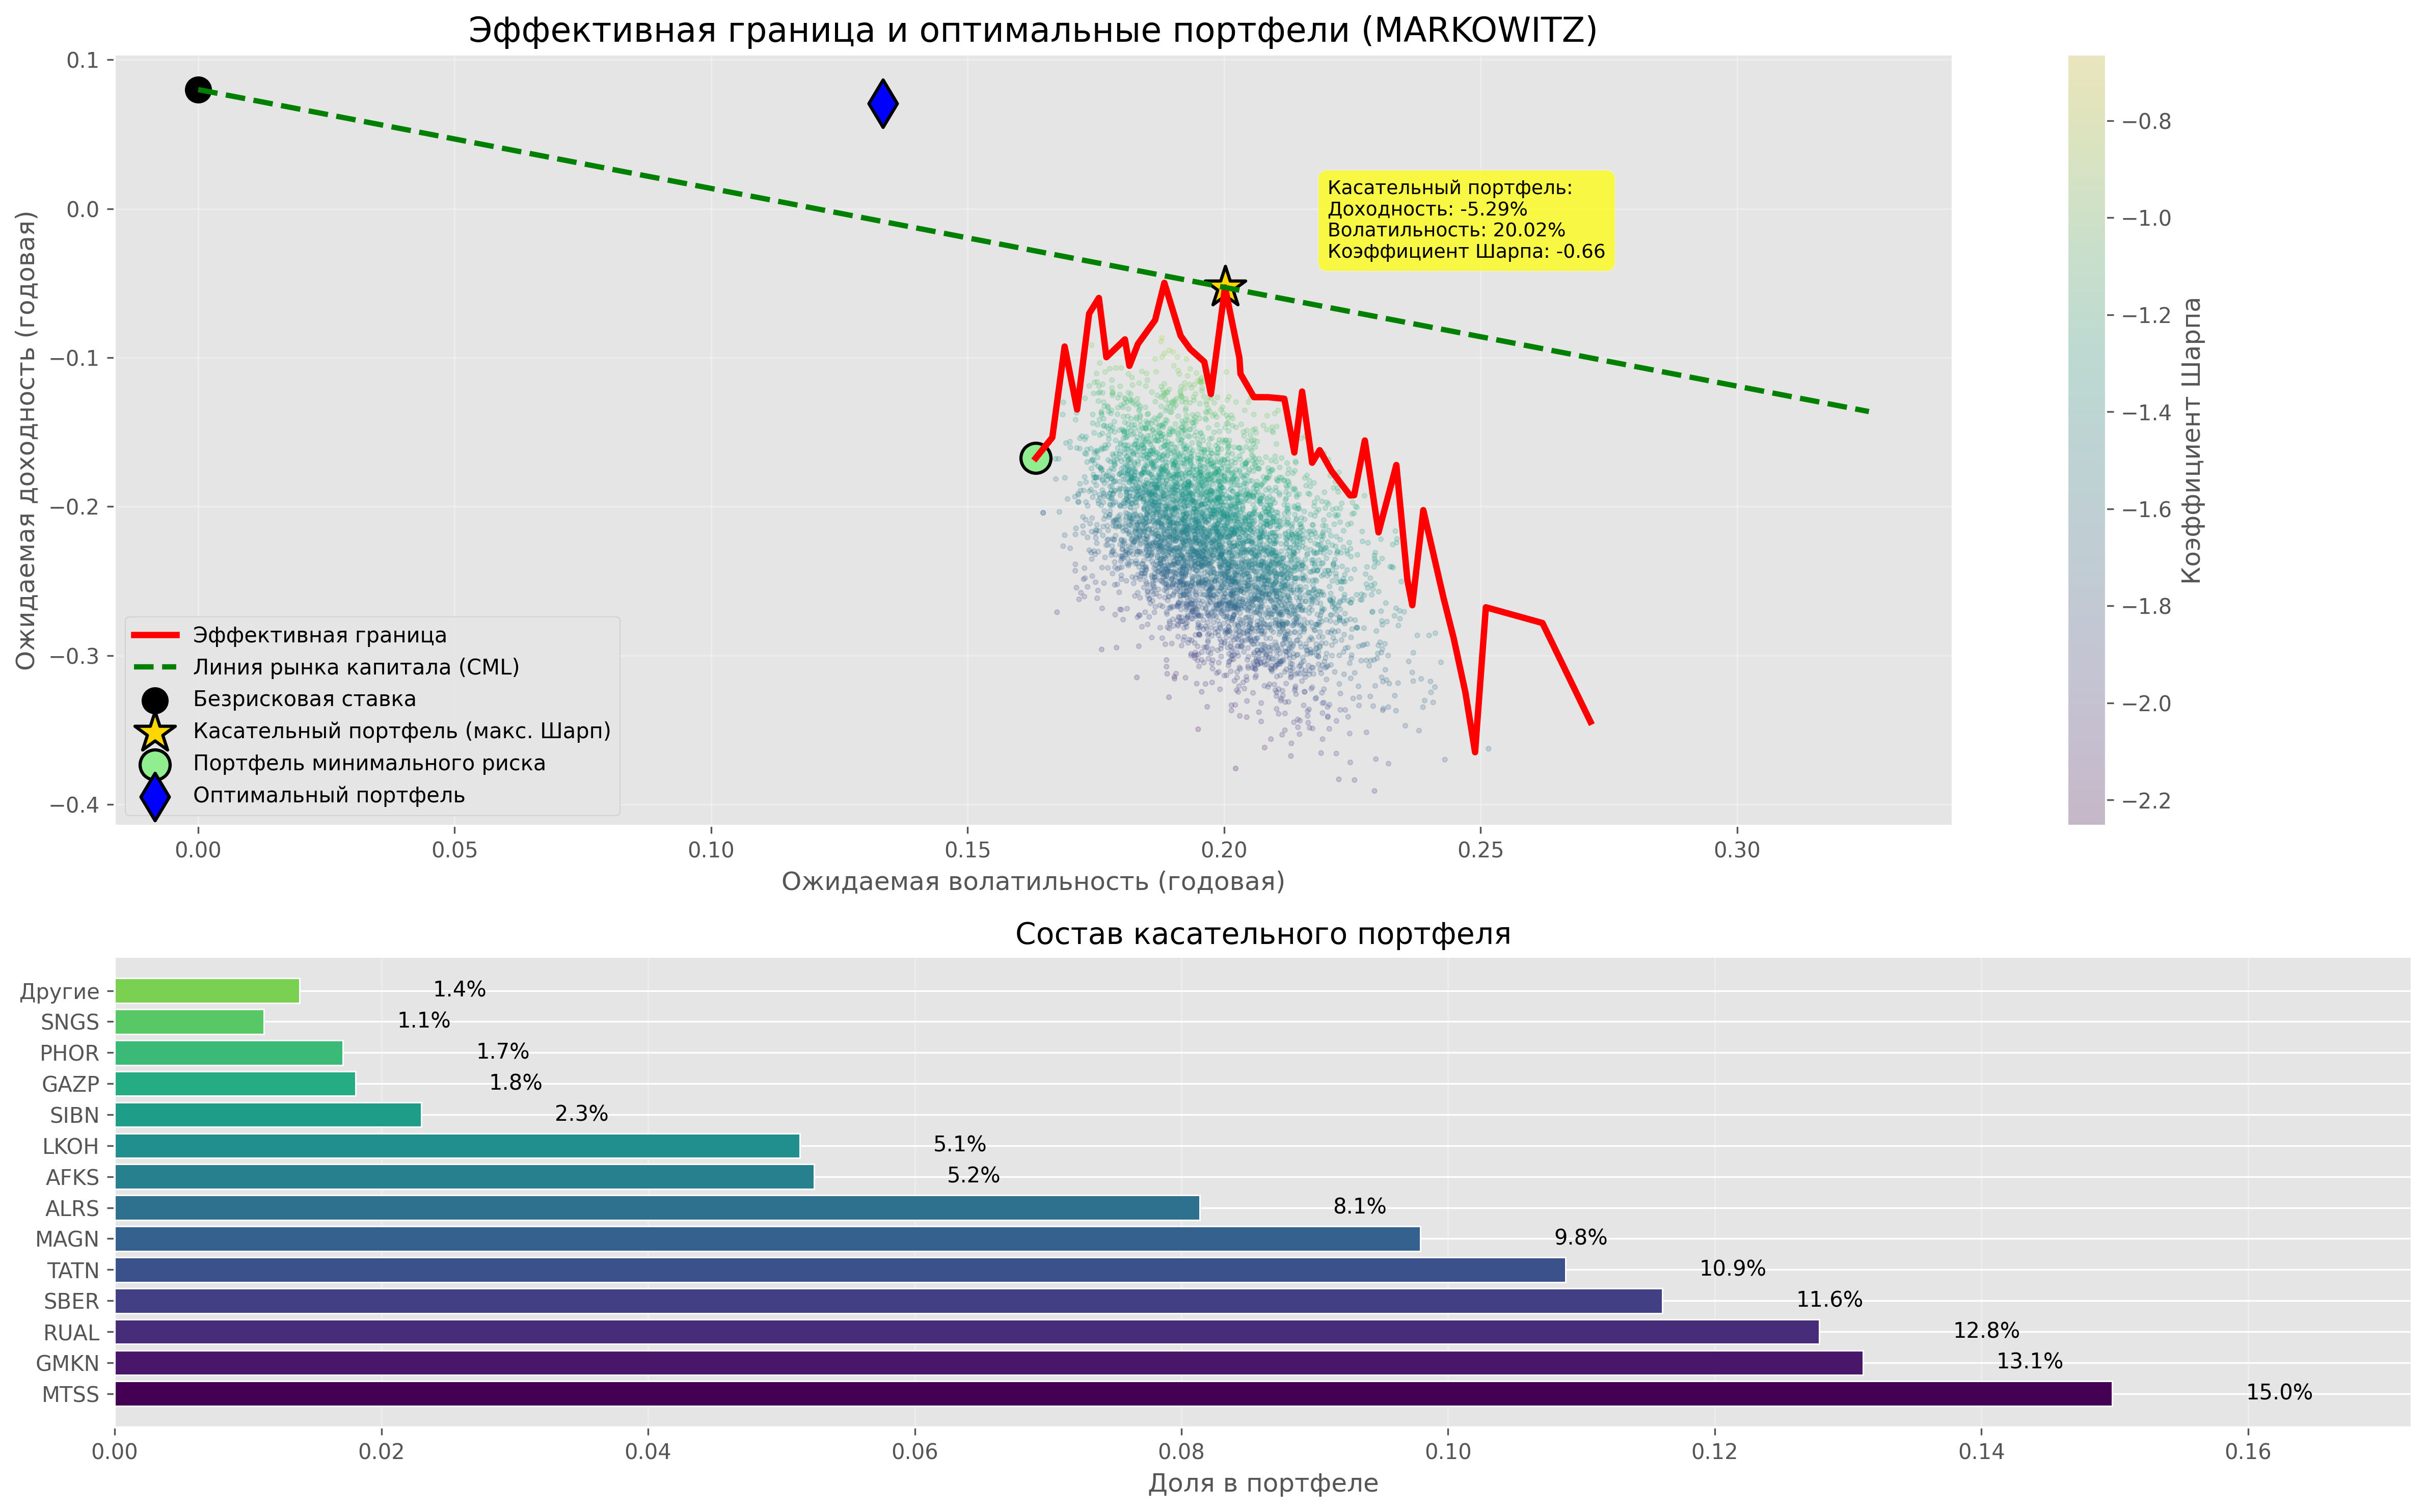 Эффективная граница и оптимальные портфели (MARKOWITZ)
Ожидаемая доходность (годовая)
0.1
0.0
−0.1
−0.2
−0.3
−0.4
Касательный портфель:
Доходность: -5.29%
Волатильность: 20.02%
Коэффициент Шарпа: -0.66
Эффективная граница
Линия рынка капитала (CML)
Безрисковая ставка
Касательный портфель (макс. Шарп)
Портфель минимального риска
Оптимальный портфель
0.00 0.05 0.10 0.15 0.20 0.25 0.30
Ожидаемая волатильность (годовая)
−0.8
−1.0
−1.2
−1.4
−1.6
−1.8
−2.0
−2.2
Коэффициент Шарпа
Состав касательного портфеля
Другие 1.4%
SNGS 1.1%
PHOR 1.7%
GAZP 1.8%
SIBN 2.3%
LKOH 5.1%
AFKS 5.2%
ALRS 8.1%
MAGN 9.8%
TATN 10.9%
SBER 11.6%
RUAL 12.8%
GMKN 13.1%
MTSS 15.0%
0.00 0.02 0.04 0.06 0.08 0.10 0.12 0.14 0.16
Доля в портфеле